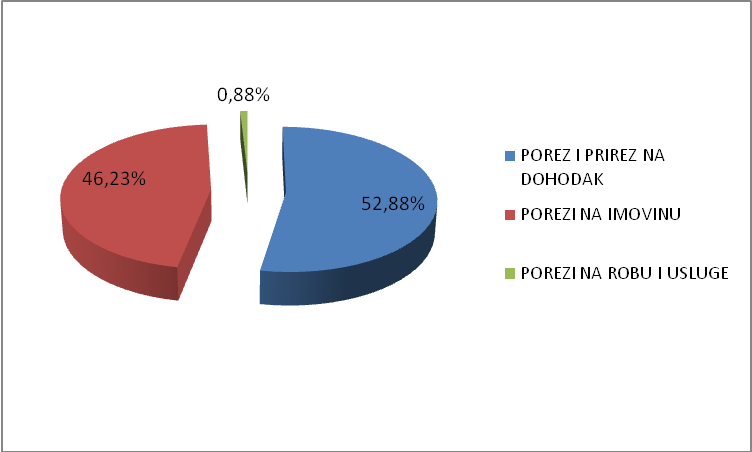 0,88%
46,23%
52,88%
POREZ I PRIREZ NA
DOHODAK
POREZI NA IMOVINU
POREZI NA ROBU I USLUGE